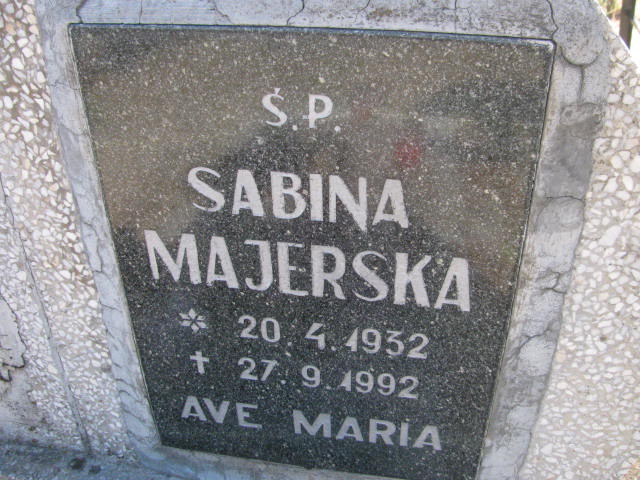 Ś.P.
SABINA
MAJERSKA
* 20.4.1932
† 27.9.1992
AVE MARIA